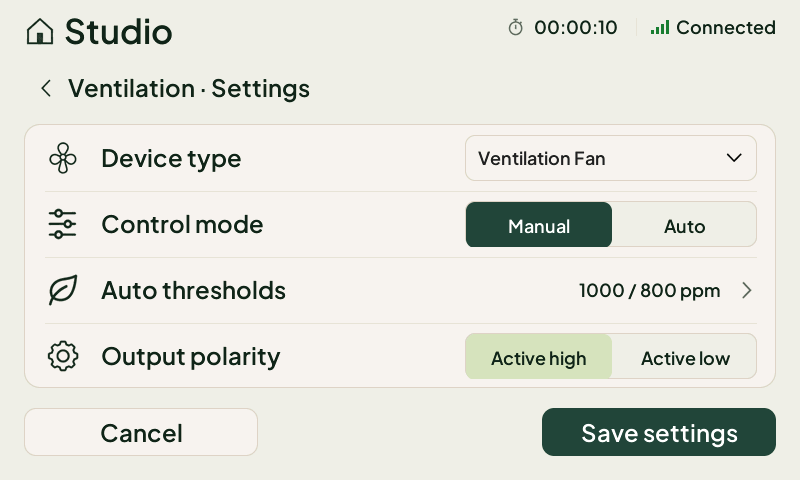 Studio
00:00:10
Connected
Ventilation · Settings
Device type
Ventilation Fan
Control mode
Manual
Auto
Auto thresholds
1000 / 800 ppm
Output polarity
Active high
Active low
Cancel
Save settings